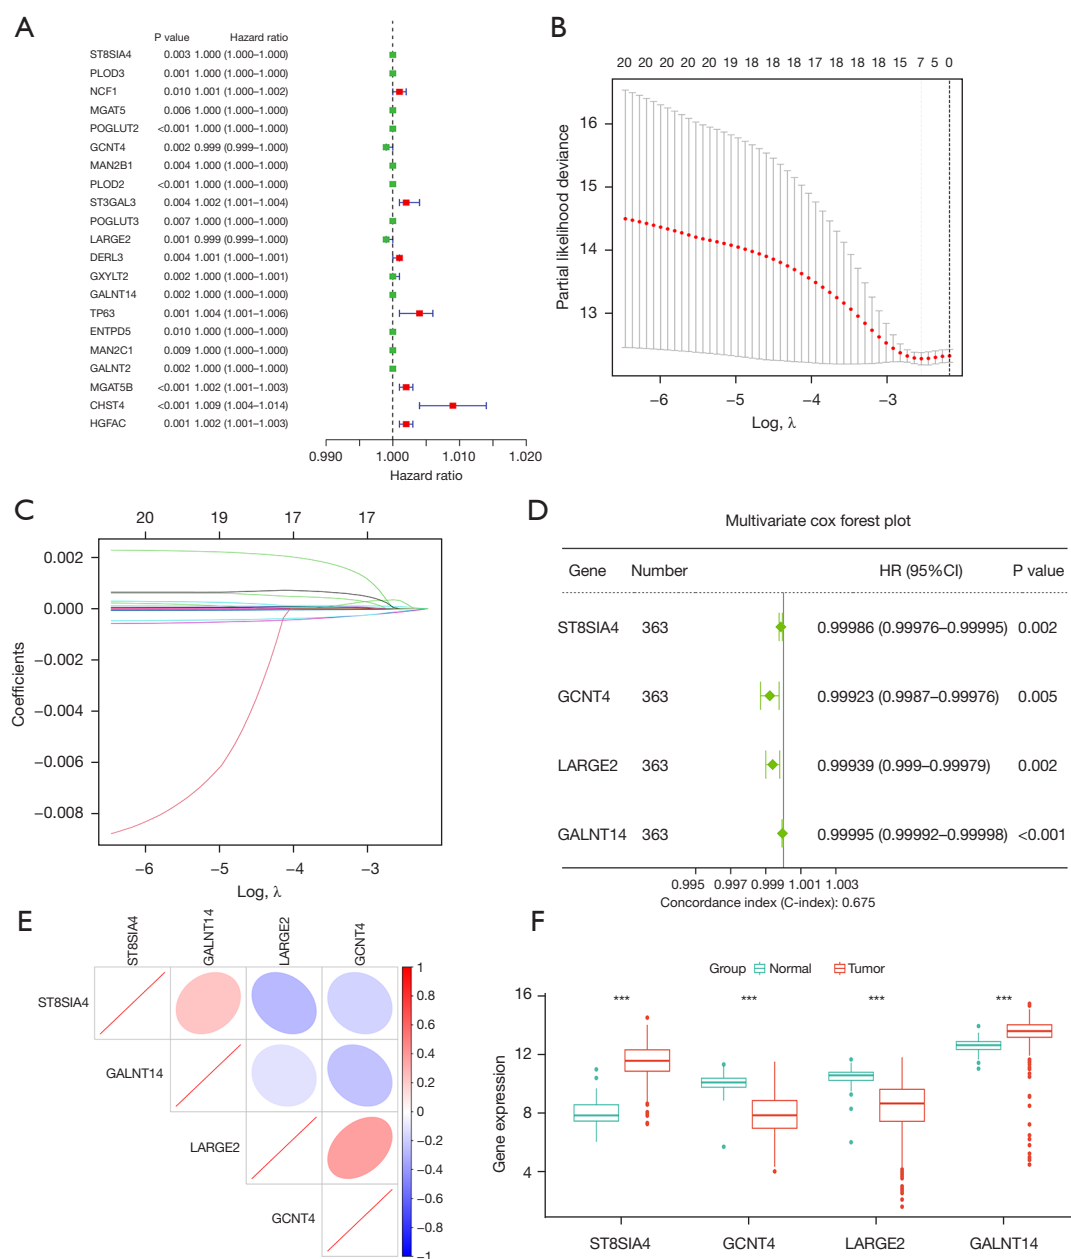 A
P value Hazard ratio
ST8SIA4 0.003 1.000 (1.000–1.000)
PLOD3 0.001 1.000 (1.000–1.000)
NCF1 0.010 1.001 (1.000–1.002)
MGAT5 0.006 1.000 (1.000–1.000)
POGLUT2 <0.001 1.000 (1.000–1.000)
GCNT4 0.002 0.999 (0.999–1.000)
MAN2B1 0.004 1.000 (1.000–1.000)
PLOD2 <0.001 1.000 (1.000–1.000)
ST3GAL3 0.004 1.002 (1.001–1.004)
POGLUT3 0.007 1.000 (1.000–1.000)
LARGE2 0.001 0.999 (0.999–1.000)
DERL3 0.004 1.001 (1.000–1.001)
GXYLT2 0.002 1.000 (1.000–1.001)
GALNT14 0.002 1.000 (1.000–1.000)
TP63 0.001 1.004 (1.001–1.006)
ENTPD5 0.010 1.000 (1.000–1.000)
MAN2C1 0.009 1.000 (1.000–1.000)
GALNT2 0.002 1.000 (1.000–1.000)
MGAT5B <0.001 1.002 (1.001–1.003)
CHST4 <0.001 1.009 (1.004–1.014)
HGFAC 0.001 1.002 (1.001–1.003)
0.990 1.000 1.010 1.020
Hazard ratio
B
20 20 20 20 20 19 18 18 18 17 18 18 18 15 7 5 0
16
15
14
13
Partial likelihood deviance
−6 −5 −4 −3
Log, λ
C
20 19 17 17
0.002
0.000
−0.002
−0.004
−0.006
−0.008
Coefficients
−6 −5 −4 −3
Log, λ
D
Multivariate cox forest plot
Gene Number HR (95%CI) P value
ST8SIA4 363 0.99986 (0.99976–0.99995) 0.002
GCNT4 363 0.99923 (0.9987–0.99976) 0.005
LARGE2 363 0.99939 (0.999–0.99979) 0.002
GALNT14 363 0.99995 (0.99992–0.99998) <0.001
0.995 0.997 0.999 1.001 1.003
Concordance index (C-index): 0.675
E
ST8SIA4 GALNT14 LARGE2 GCNT4
ST8SIA4
GALNT14
LARGE2
GCNT4
1
0.8
0.6
0.4
0.2
0
−0.2
−0.4
−0.6
−0.8
−1
F
Group Normal Tumor
*** *** *** ***
16
12
8
4
Gene expression
ST8SIA4 GCNT4 LARGE2 GALNT14